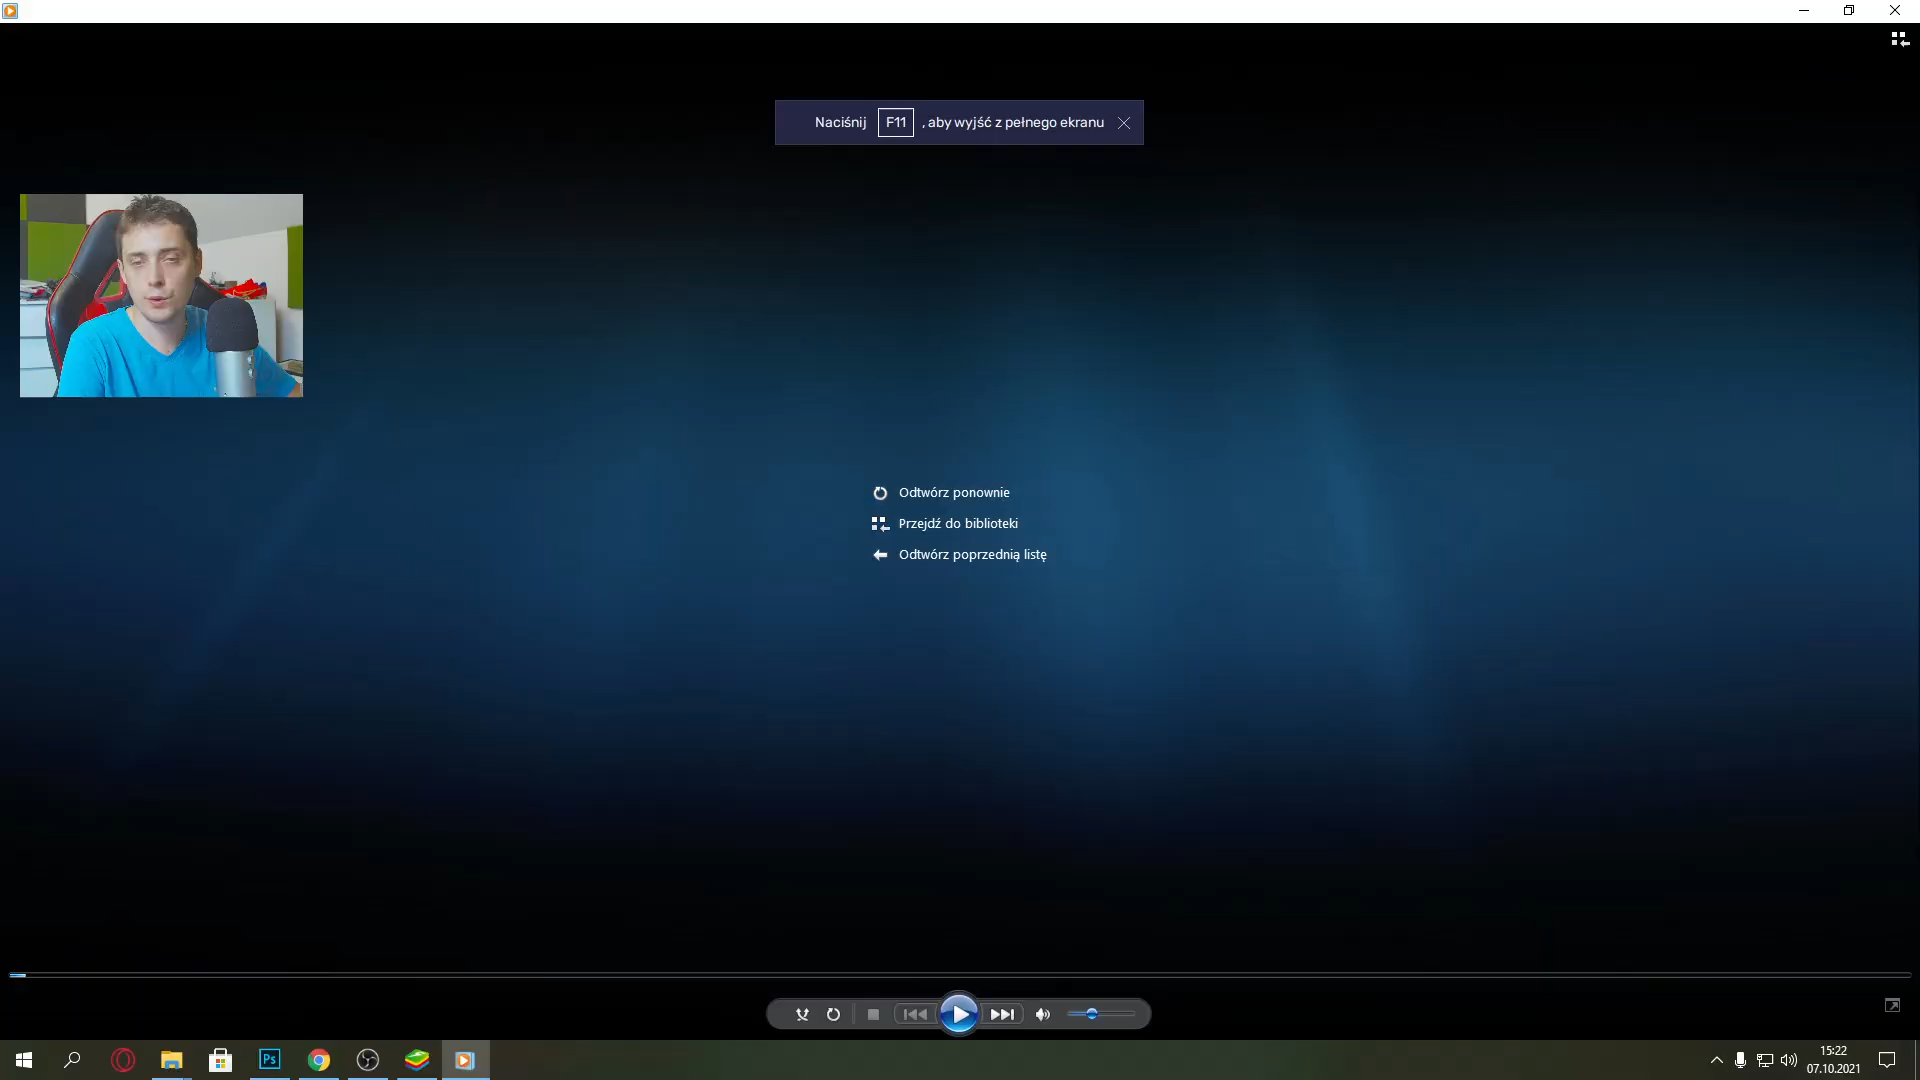 Naciśnij F11 , aby wyjść z pełnego ekranu
Odtwórz ponownie
Przejdź do biblioteki
Odtwórz poprzednią listę
Ps
15:22
07.10.2021